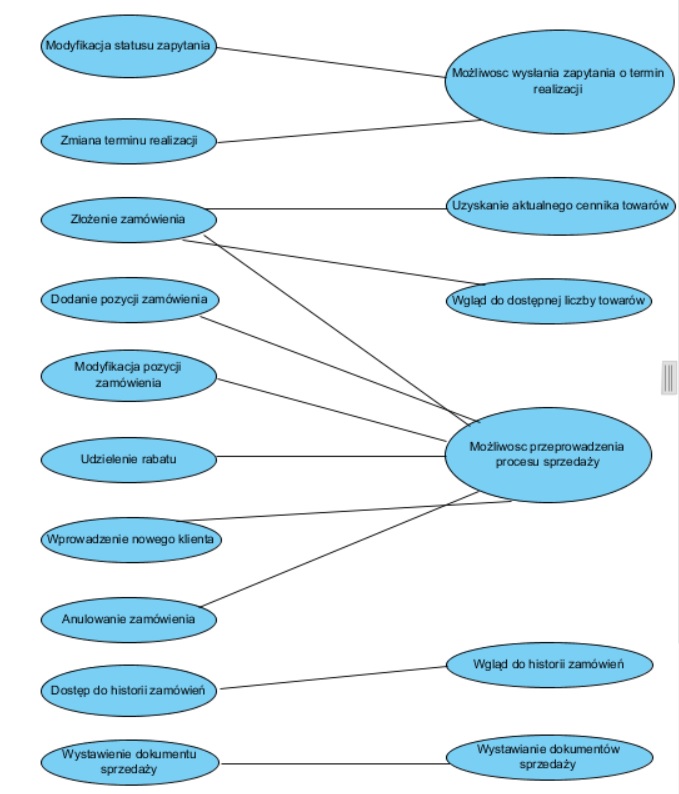 Modyfikacja statusu zapytania
Możliwosc wysłania zapytania o termin
realizacji
Zmiana terminu realizacji
Złożenie zamówienia
Uzyskanie aktualnego cennika towarów
Dodanie pozycji zamówienia
Wgląd do dostępnej liczby towarów
Modyfikacja pozycji
zamówienia
Udzielenie rabatu
Możliwosc przeprowadzenia
procesu sprzedaży
Wprowadzenie nowego klienta
Anulowanie zamówienia
Dostęp do historii zamówień
Wgląd do historii zamówień
Wystawienie dokumentu
sprzedaży
Wystawianie dokumentów
sprzedaży